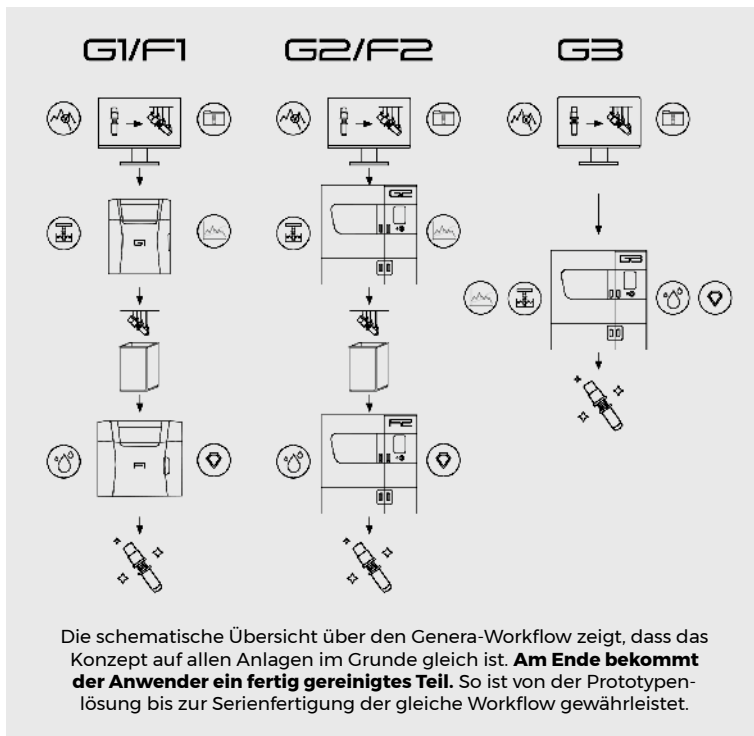 G1/F1 G2/F2 G3
G2
G1
G3
F2
F1
Die schematische Übersicht über den Genera-Workflow zeigt, dass das
Konzept auf allen Anlagen im Grunde gleich ist. Am Ende bekommt
der Anwender ein fertig gereinigtes Teil. So ist von der Prototypen-
lösung bis zur Serienfertigung der gleiche Workflow gewährleistet.